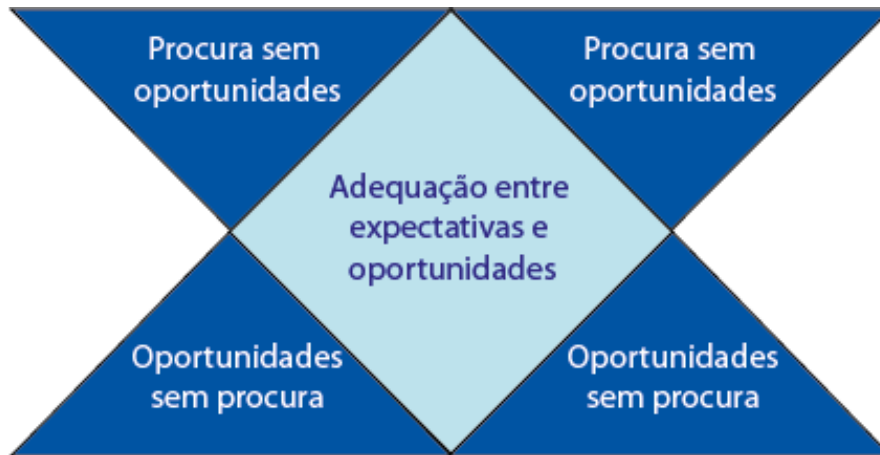 Procura sem
oportunidades
Procura sem
oportunidades
Adequação entre
expectativas e
oportunidades
Oportunidades
sem procura
Oportunidades
sem procura